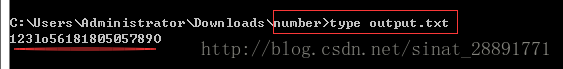 C:\Users\Administrator\Downloads\number>type output.txt
123lo56181805057890
http://blog.csdn.net/sinat_28891771